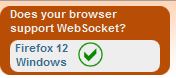 Does your browser
support WebSocket?
Firefox 12
Windows